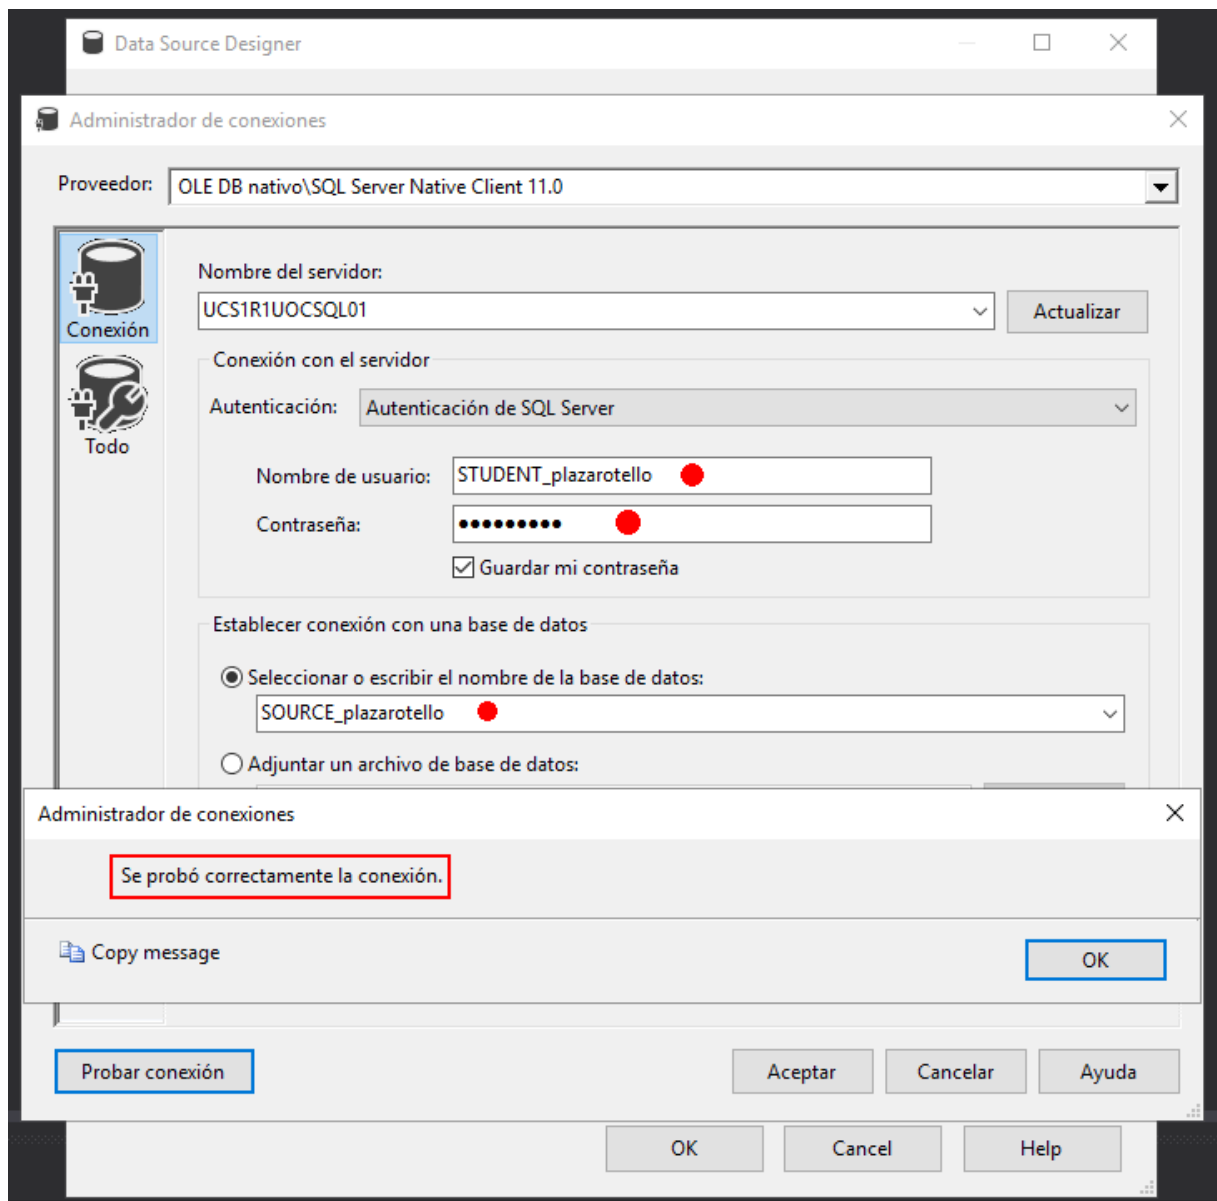 Data Source Designer
Administrador de conexiones
Proveedor: OLE DB nativo\SQL Server Native Client 11.0
Conexión
Todo
Nombre del servidor:
UCS1R1UOCSQL01
Actualizar
Conexión con el servidor
Autenticación: Autenticación de SQL Server
Nombre de usuario: STUDENT_plazarotello
Contraseña: •••••••••
Guardar mi contraseña
Establecer conexión con una base de datos
Seleccionar o escribir el nombre de la base de datos:
SOURCE_plazarotello
Adjuntar un archivo de base de datos:
Administrador de conexiones
Se probó correctamente la conexión.
Copy message
OK
Probar conexión
Aceptar
Cancelar
Ayuda
OK
Cancel
Help